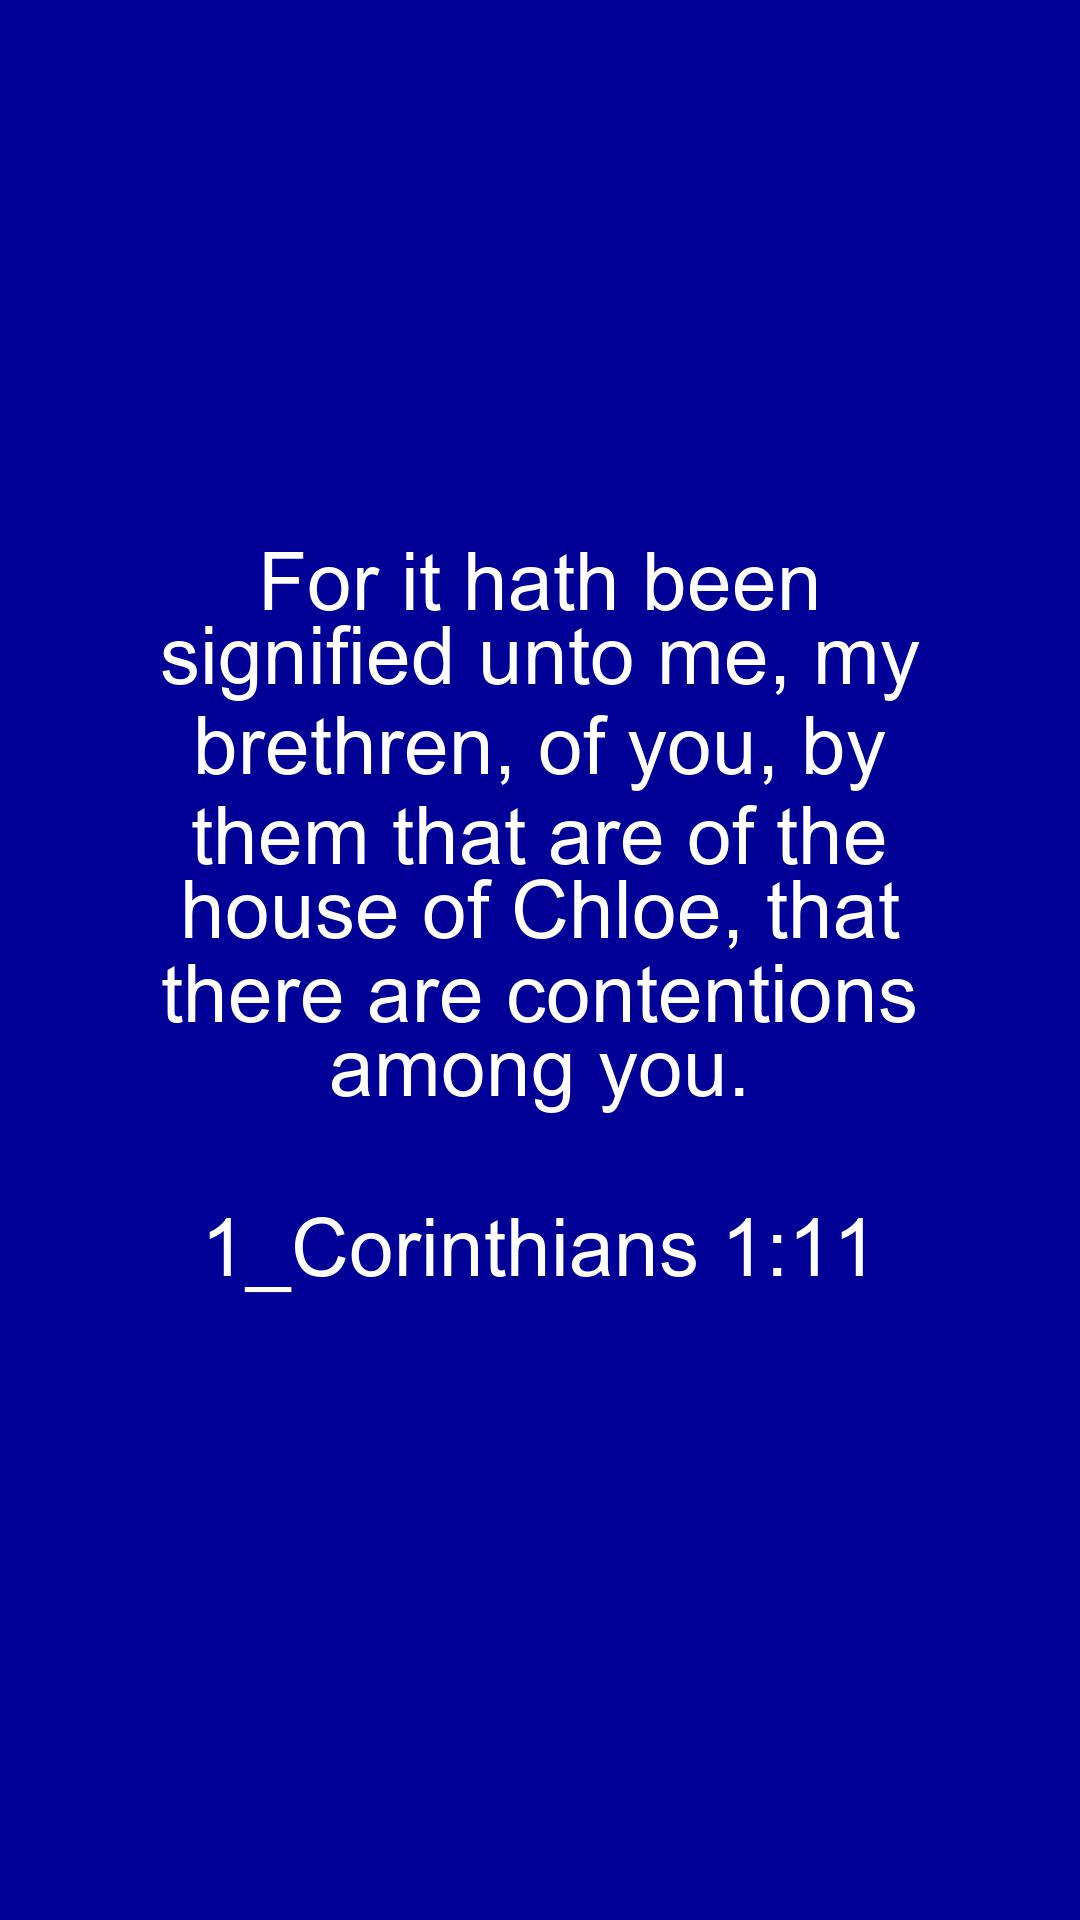 For it hath been
signified unto me, my
brethren, of you, by
them that are of the
house of Chloe, that
there are contentions
among you.
1_Corinthians 1:11